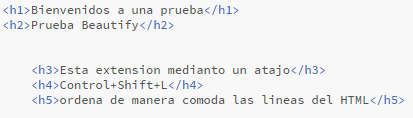 <h1>Bienvenidos a una prueba</h1>
<h2>Prueba Beautify</h2>
<h3>Esta extension medianto un atajo</h3>
<h4>Control+Shift+L</h4>
<h5>ordena de manera comoda las lineas del HTML</h5>